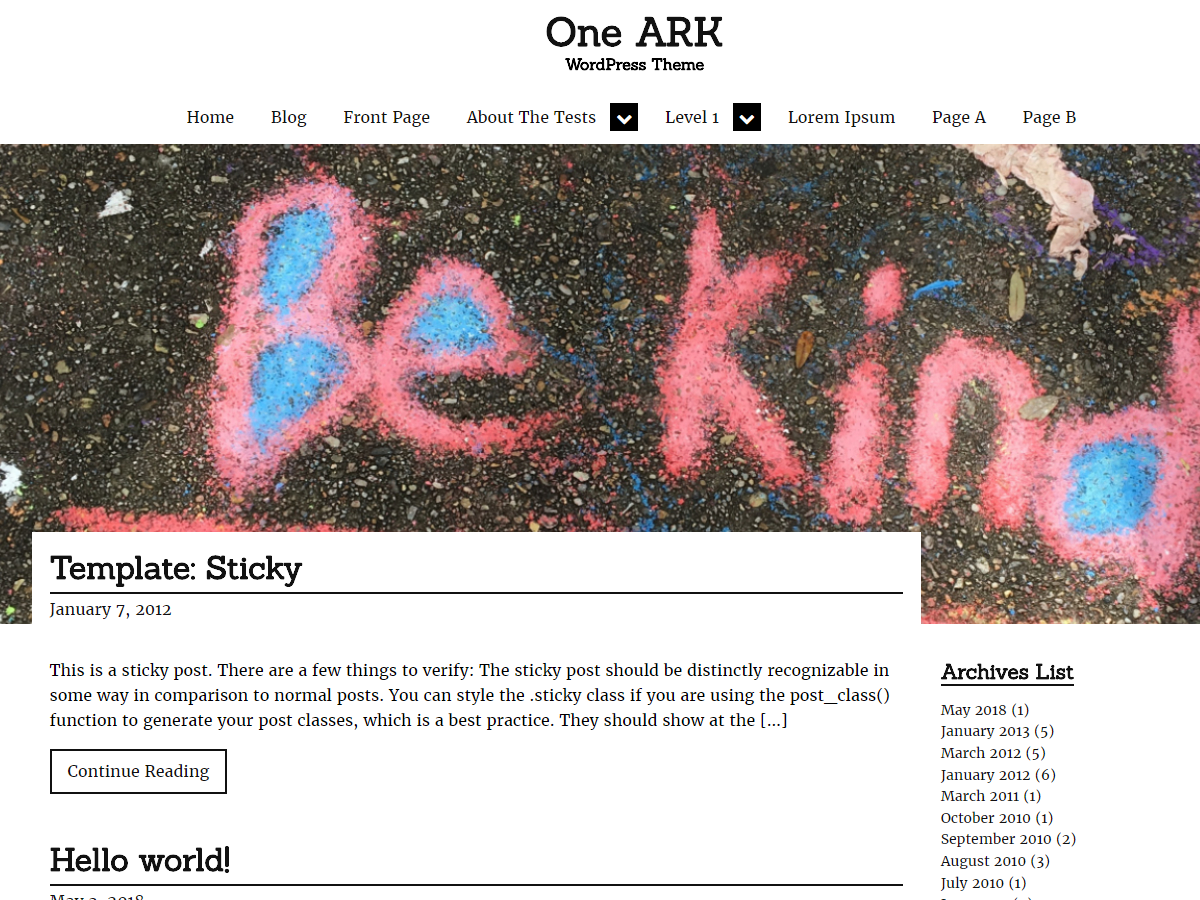 One ARK
WordPress Theme
Home Blog Front Page About The Tests Level 1 Lorem Ipsum Page A Page B
be kind
Template: Sticky
January 7, 2012
This is a sticky post. There are a few things to verify: The sticky post should be distinctly recognizable in
some way in comparison to normal posts. You can style the .sticky class if you are using the post_class()
function to generate your post classes, which is a best practice. They should show at the [...]
Continue Reading
Hello world!
Archives List
May 2018 (1)
January 2013 (5)
March 2012 (5)
January 2012 (6)
March 2011 (1)
October 2010 (1)
September 2010 (2)
August 2010 (3)
July 2010 (1)